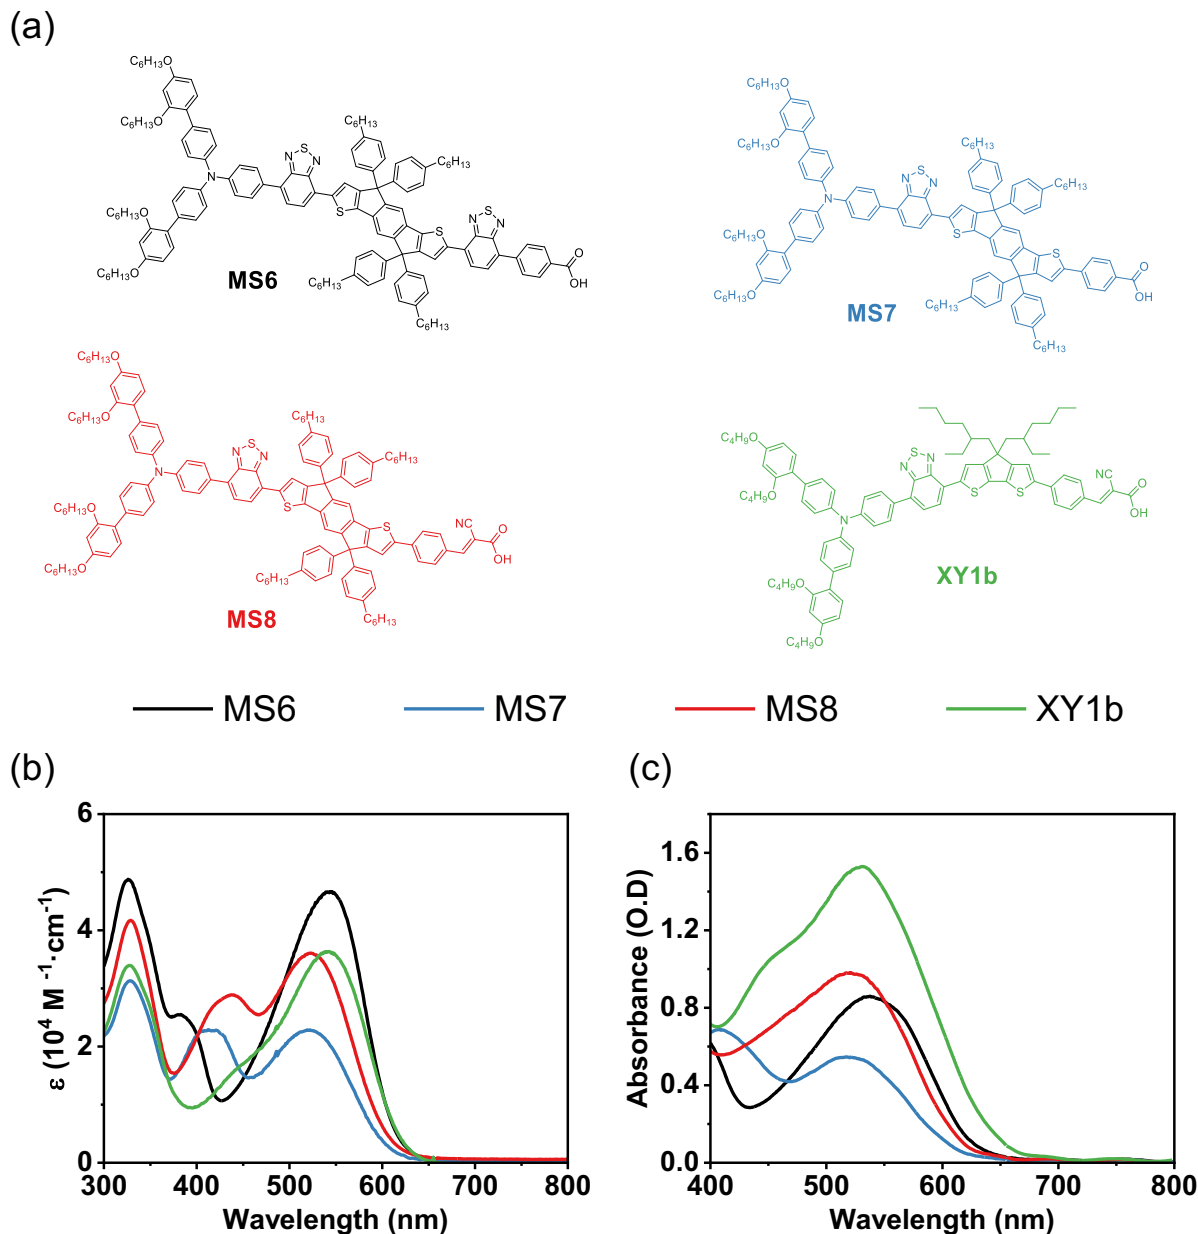 (a)
C₆H₁₃O
C₆H₁₃O
N
C₆H₁₃O
C₆H₁₃O
N S N
S
C₆H₁₃
C₆H₁₃
C₆H₁₃
C₆H₁₃
S
N S N
O
OH
MS6
C₆H₁₃O
C₆H₁₃O
N
C₆H₁₃O
C₆H₁₃O
N S N
S
C₆H₁₃
C₆H₁₃
C₆H₁₃
C₆H₁₃
S
O
OH
MS7
C₆H₁₃O
C₆H₁₃O
N
C₆H₁₃O
C₆H₁₃O
N S N
S
C₆H₁₃
C₆H₁₃
C₆H₁₃
C₆H₁₃
S
NC
O
OH
MS8
C₄H₉O
C₄H₉O
N
C₄H₉O
C₄H₉O
N S N
S
S
CN
O
OH
XY1b
MS6 MS7 MS8 XY1b
(b)
ε (10⁴ M ⁻¹·cm⁻¹)
6
4
2
0
300 400 500 600 700 800
Wavelength (nm)
(c)
Absorbance (O.D)
1.6
1.2
0.8
0.4
0.0
400 500 600 700 800
Wavelength (nm)